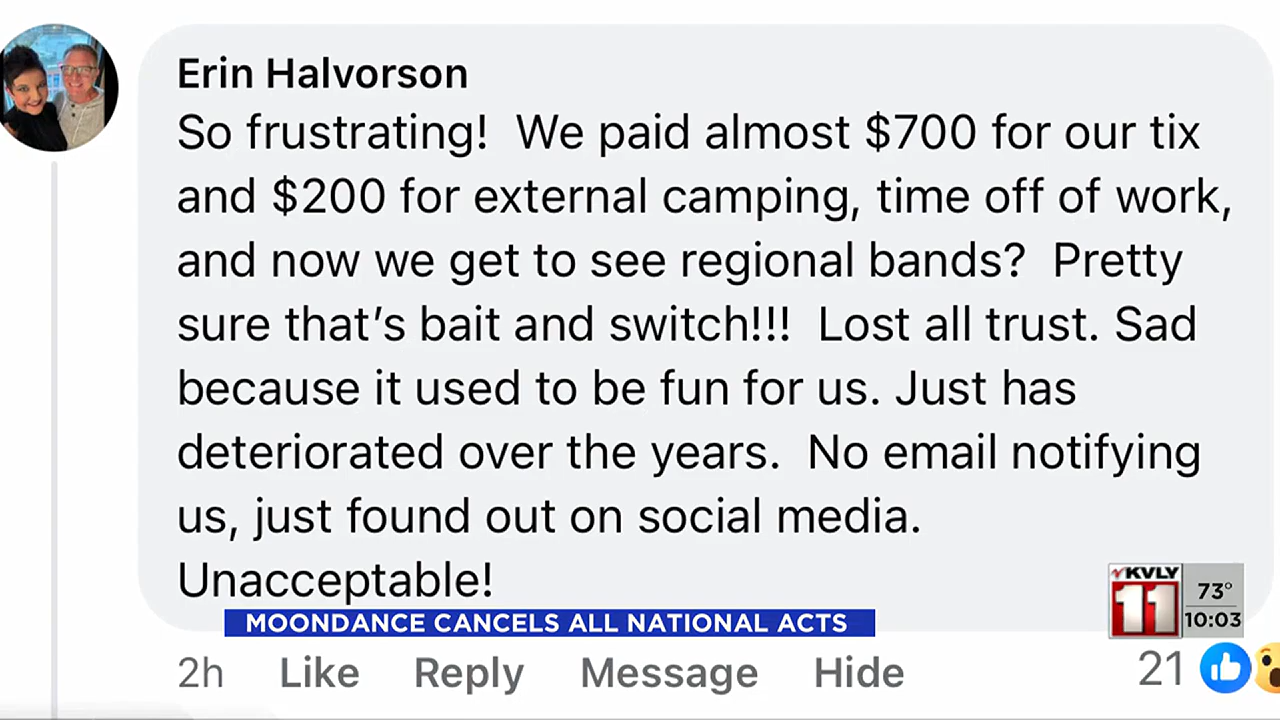 Erin Halvorson
So frustrating!  We paid almost $700 for our tix
and $200 for external camping, time off of work,
and now we get to see regional bands?  Pretty
sure that's bait and switch!!!  Lost all trust. Sad
because it used to be fun for us. Just has
deteriorated over the years.  No email notifying
us, just found out on social media.
Unacceptable!
MOONDANCE CANCELS ALL NATIONAL ACTS
KVLY
11
73°
10:03
2h Like Reply Message Hide 21